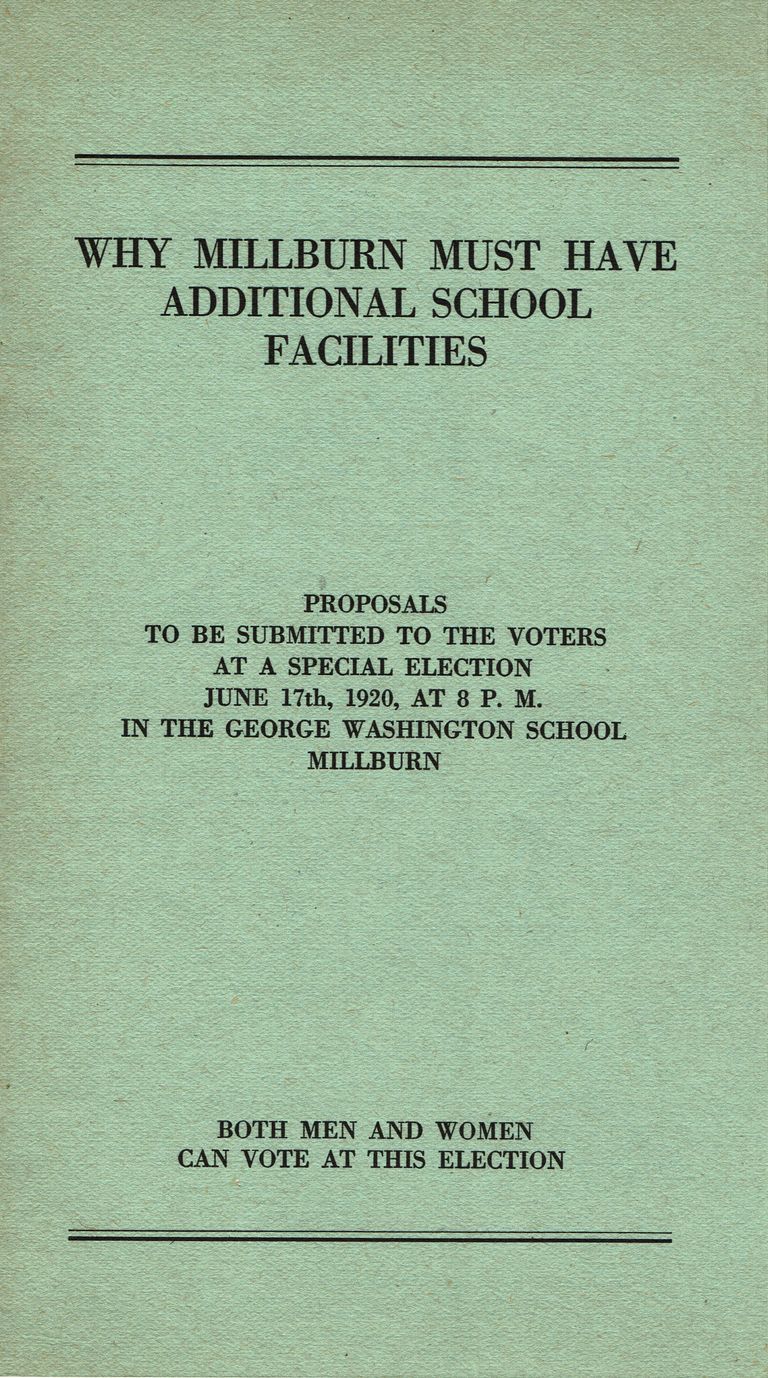 WHY MILLBURN MUST HAVE
ADDITIONAL SCHOOL
FACILITIES
PROPOSALS
TO BE SUBMITTED TO THE VOTERS
AT A SPECIAL ELECTION
JUNE 17th, 1920, AT 8 P. M.
IN THE GEORGE WASHINGTON SCHOOL
MILLBURN
BOTH MEN AND WOMEN
CAN VOTE AT THIS ELECTION